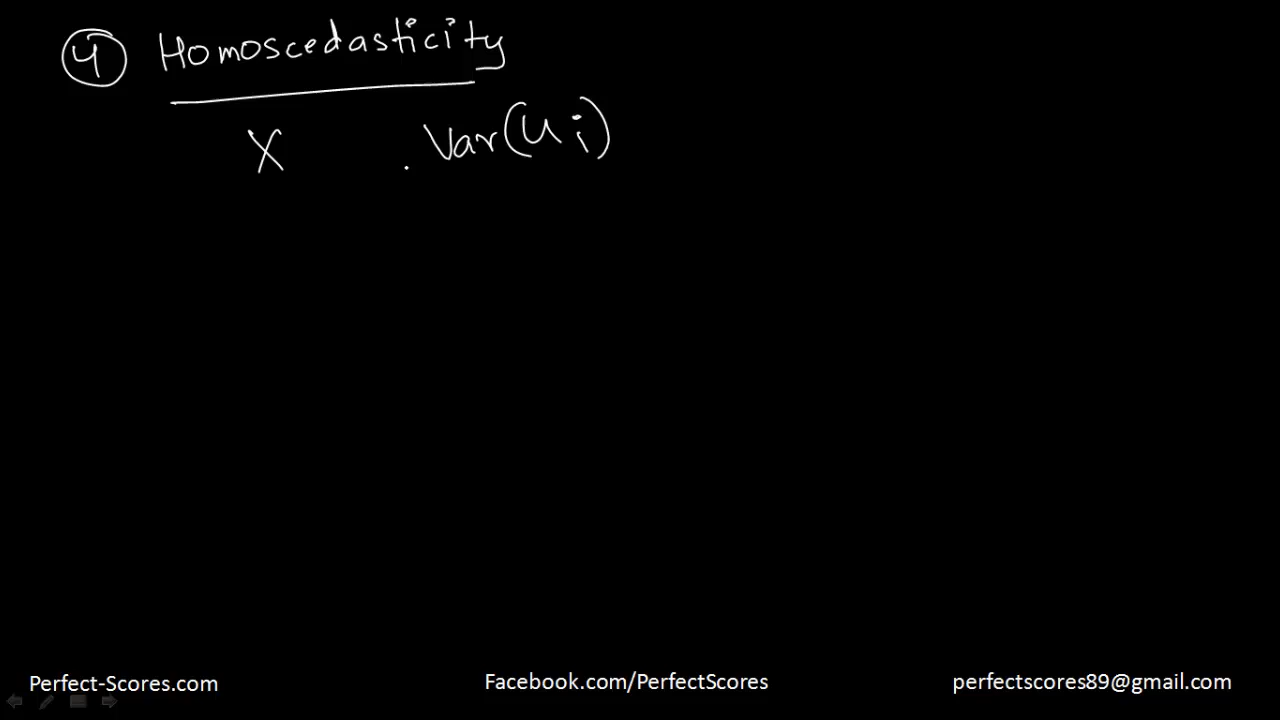 4 Homoscedasticity
X . Var(ui)
Perfect-Scores.com Facebook.com/PerfectScores perfectscores89@gmail.com